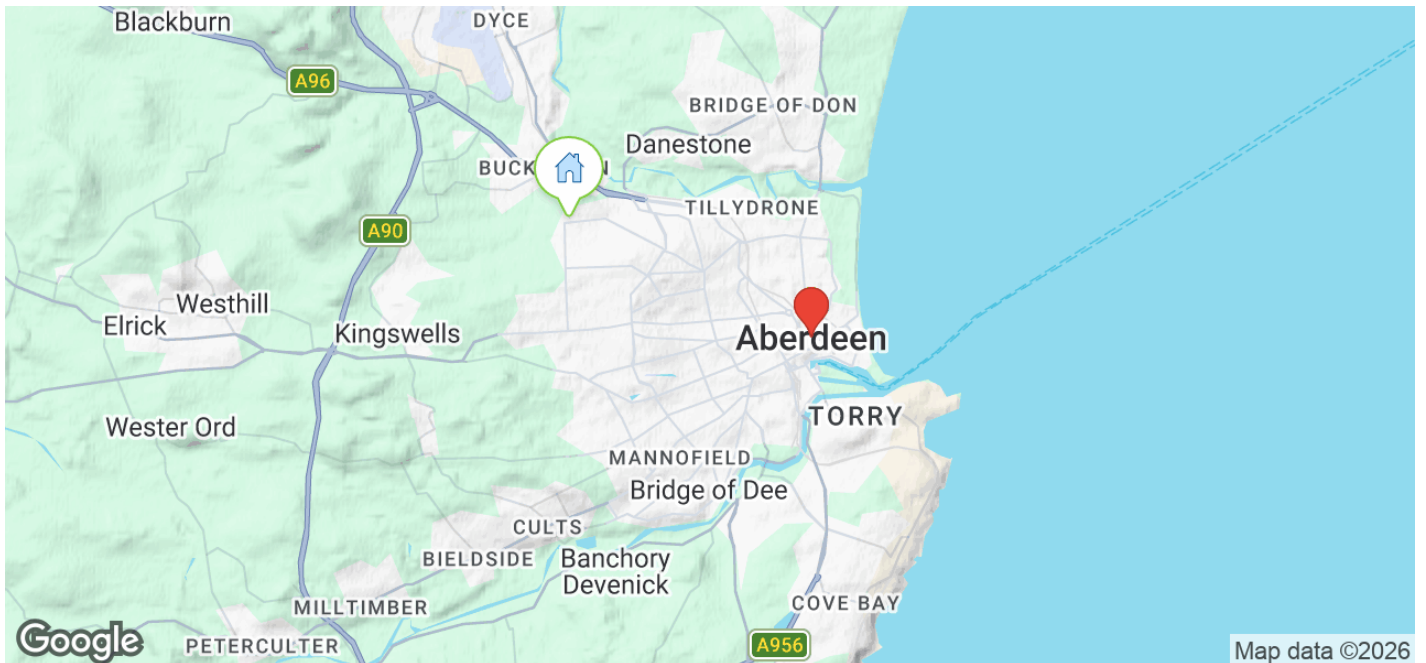 Blackburn
DYCE
A96
BRIDGE OF DON
Danestone
BUCK
N
TILLYDRONE
A90
Westhill
Elrick
Kingswells
Aberdeen
TORRY
Wester Ord
MANNOFIELD
Bridge of Dee
CULTS
BIELDSIDE
Banchory
Devenick
MILLTIMBER
COVE BAY
PETERCULTER
A956
Google
Map data ©2026